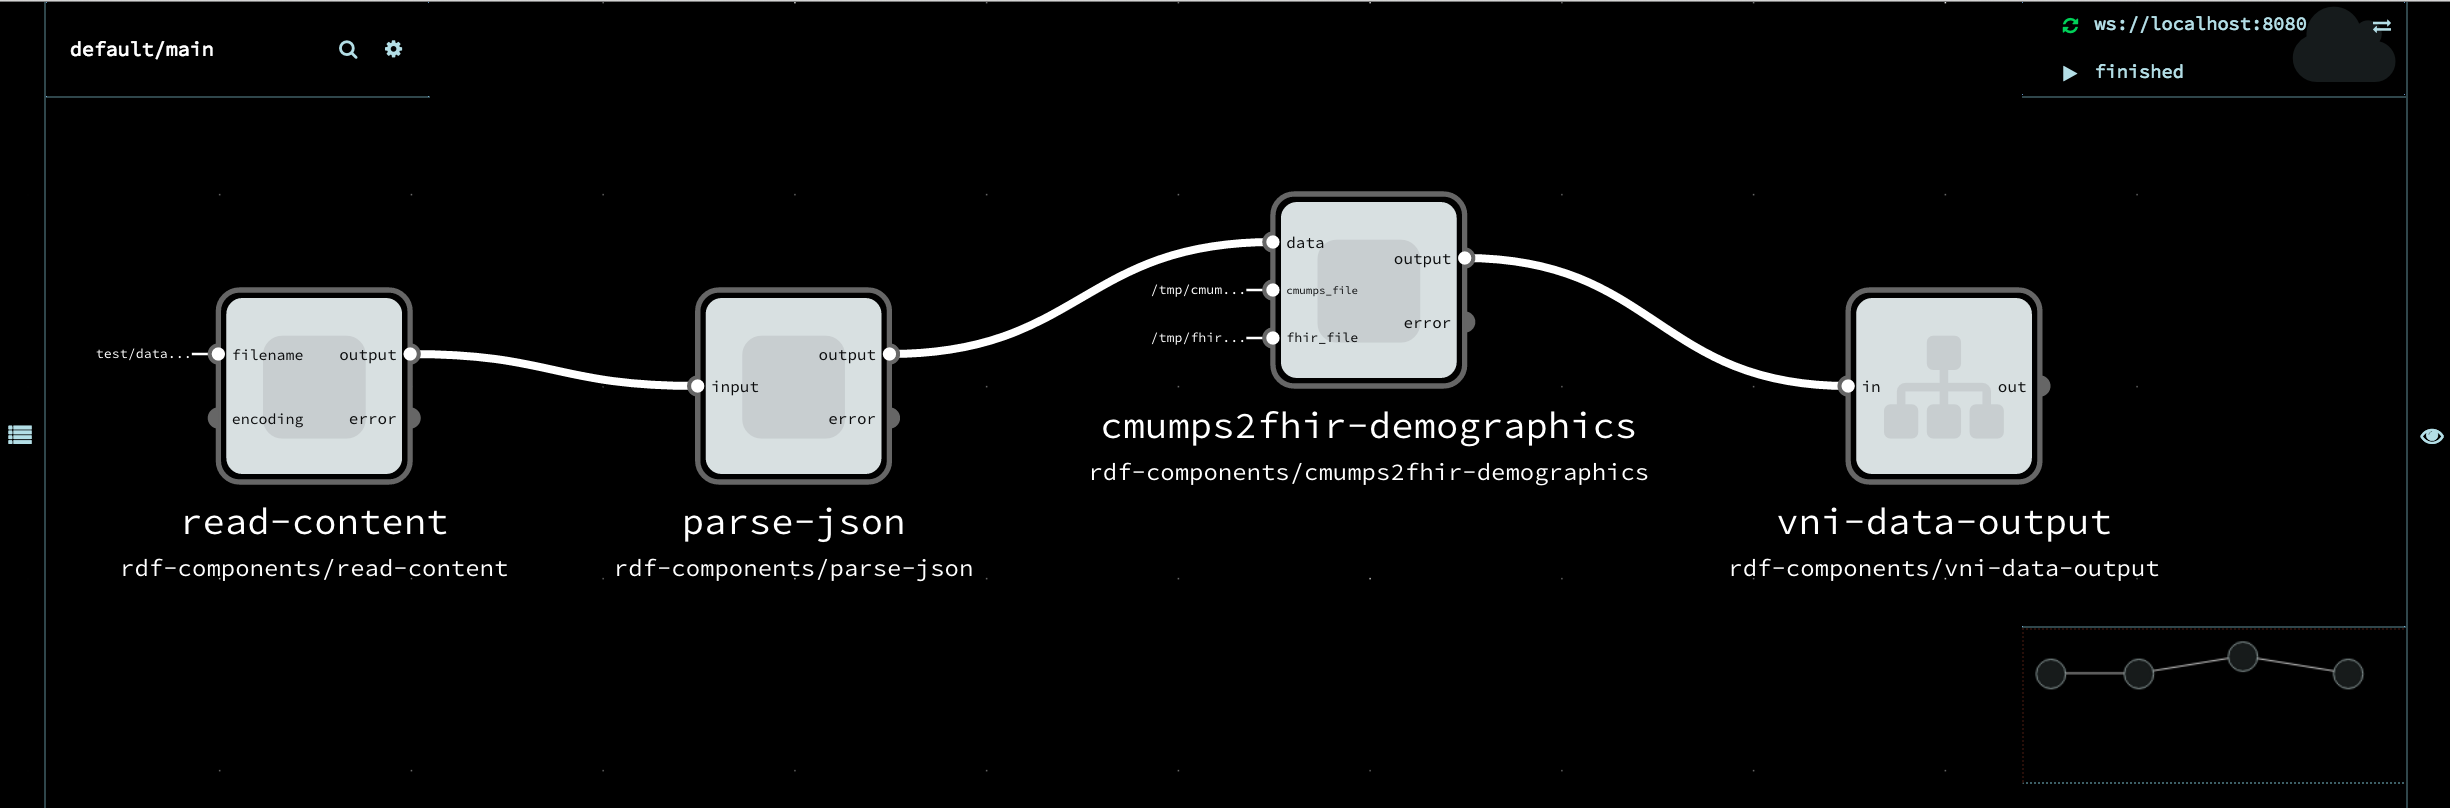 default/main
ws://localhost:8080
finished
test/data...
filename
output
encoding
error
read-content
rdf-components/read-content
input
output
error
parse-json
rdf-components/parse-json
data
output
/tmp/cmum...
cmumps_file
error
/tmp/fhir...
fhir_file
cmumps2fhir-demographics
rdf-components/cmumps2fhir-demographics
in
out
vni-data-output
rdf-components/vni-data-output